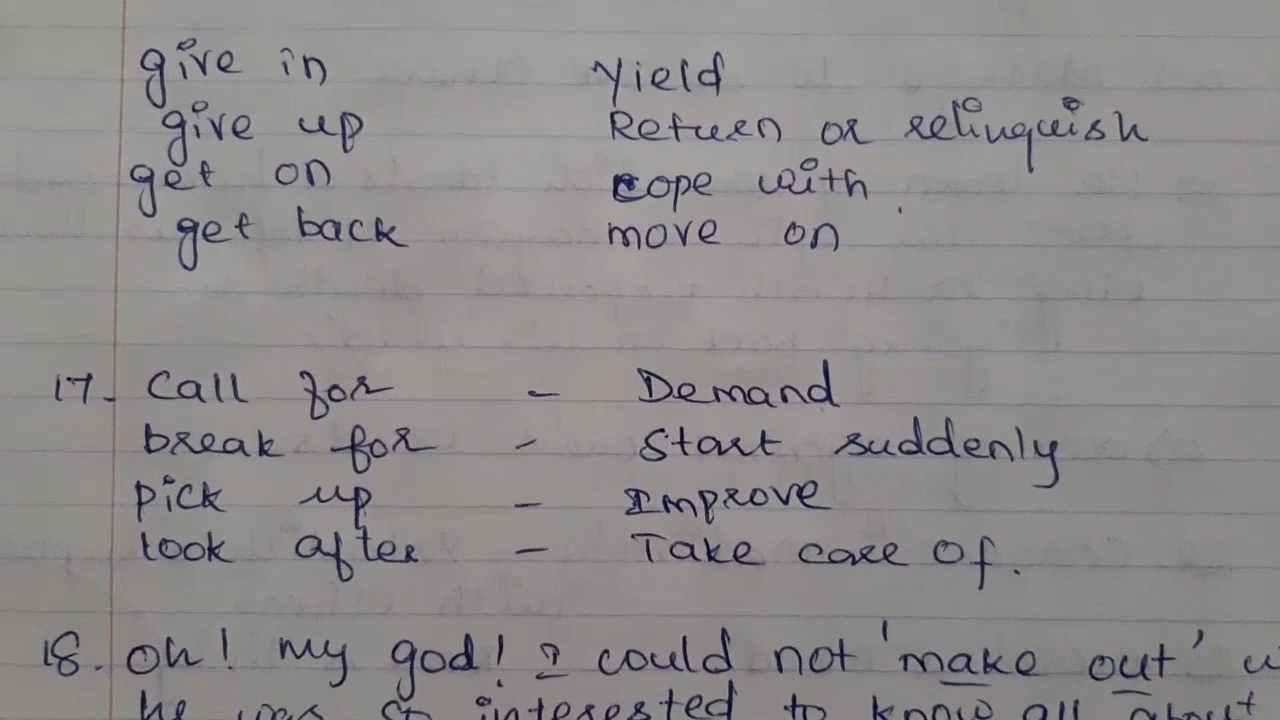 give in Yield
give up Return or relinquish
get on cope with.
get back move on
17. Call for - Demand
break for - Start suddenly
pick up - Improve
look after - Take care of.
18. Oh! my god! I could not 'make out'
he was so interested to know all about